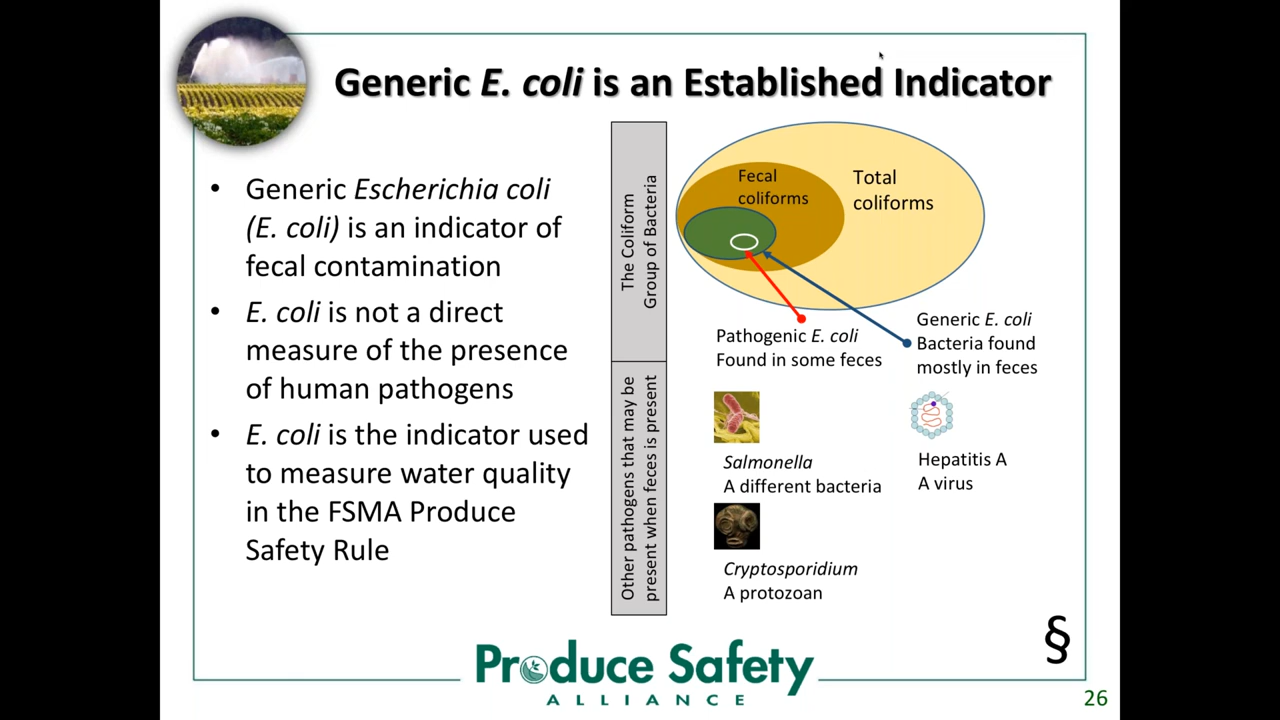 Generic E. coli is an Established Indicator
• Generic Escherichia coli
(E. coli) is an indicator of
fecal contamination
• E. coli is not a direct
measure of the presence
of human pathogens
• E. coli is the indicator used
to measure water quality
in the FSMA Produce
Safety Rule
The Coliform
Group of Bacteria
Fecal
coliforms
Total
coliforms
Pathogenic E. coli
Found in some feces
Generic E. coli
Bacteria found
mostly in feces
Other pathogens that may be
present when feces is present
Salmonella
A different bacteria
Hepatitis A
A virus
Cryptosporidium
A protozoan
§
Produce Safety
ALLIANCE
26